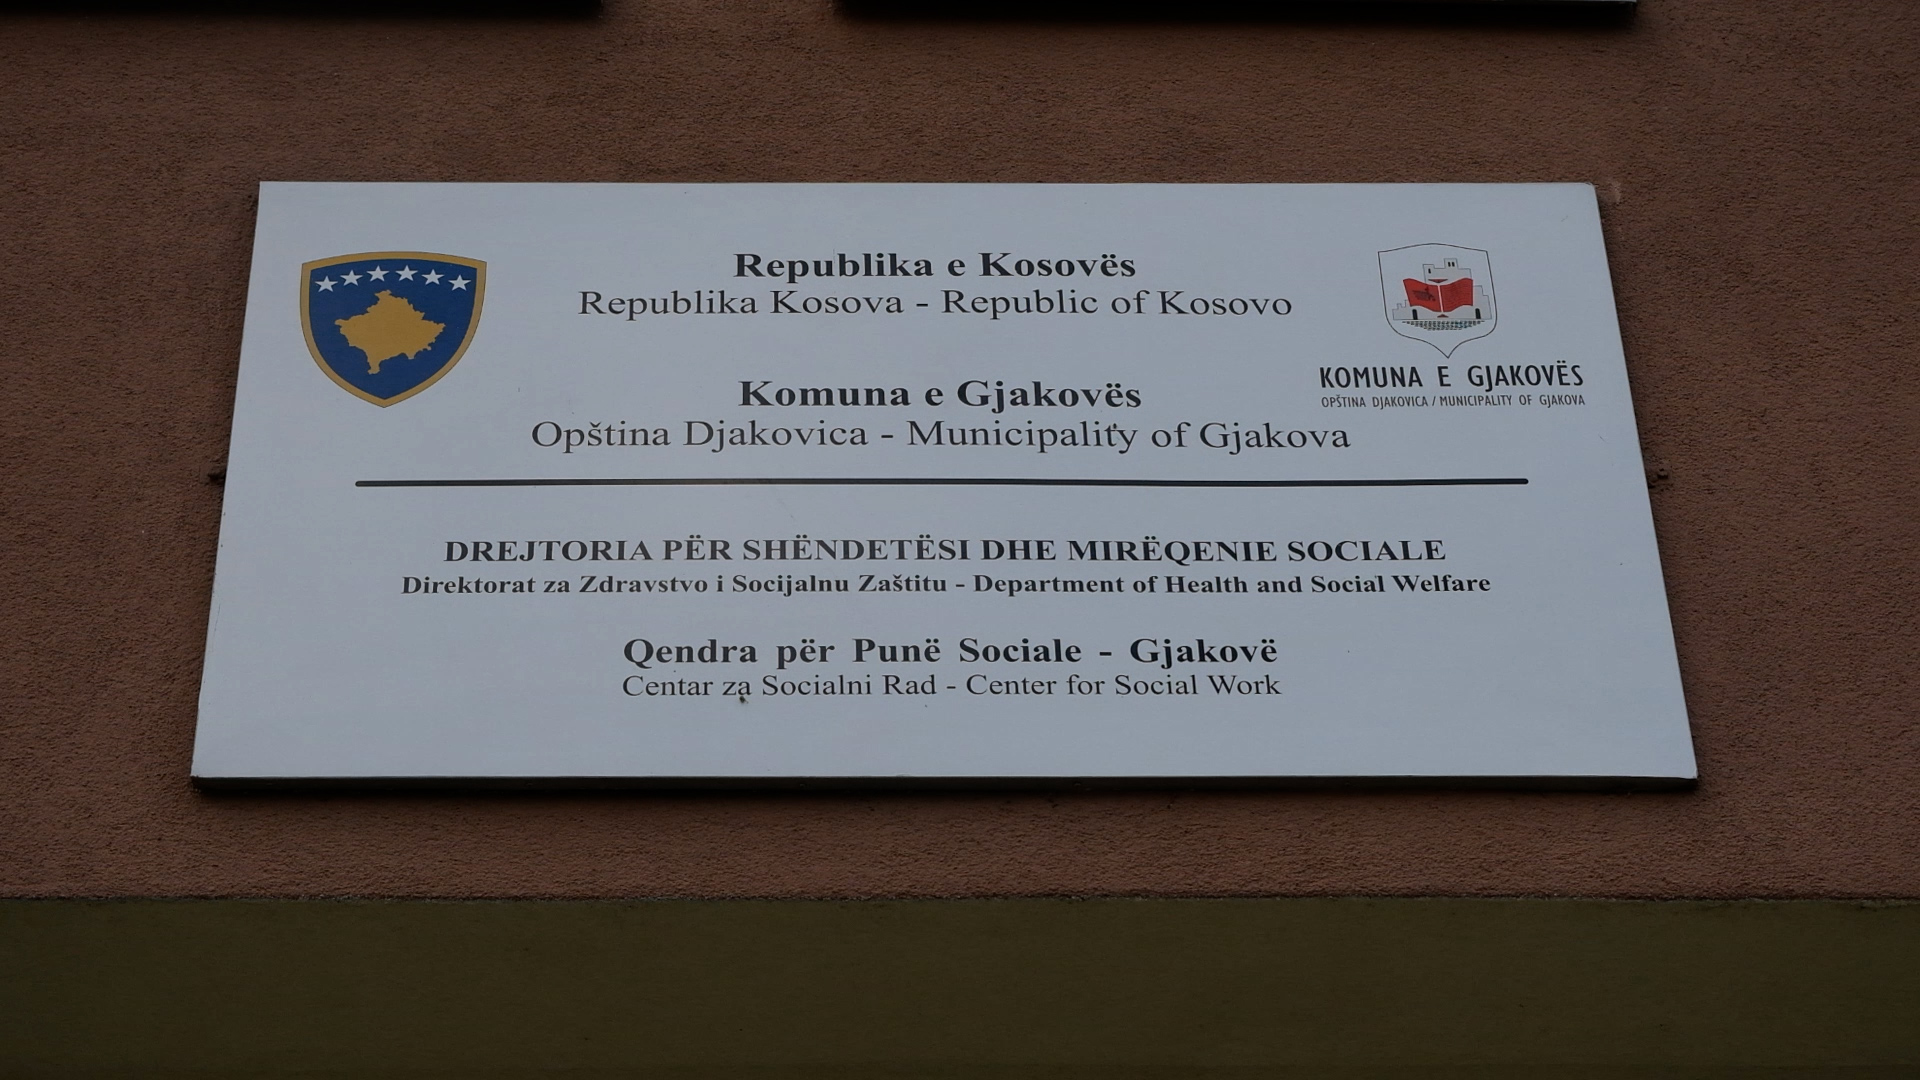 Republika e Kosovës
Republika Kosova - Republic of Kosovo
Komuna e Gjakovës
Opština Djakovica - Municipality of Gjakova
KOMUNA E GJAKOVËS
OPŠTINA DJAKOVICA / MUNICIPALITY OF GJAKOVA
DREJTORIA PËR SHËNDETËSI DHE MIRËQENIE SOCIALE
Direktorat za Zdravstvo i Socijalnu Zaštitu - Department of Health and Social Welfare
Qendra për Punë Sociale - Gjakovë
Centar za Socialni Rad - Center for Social Work